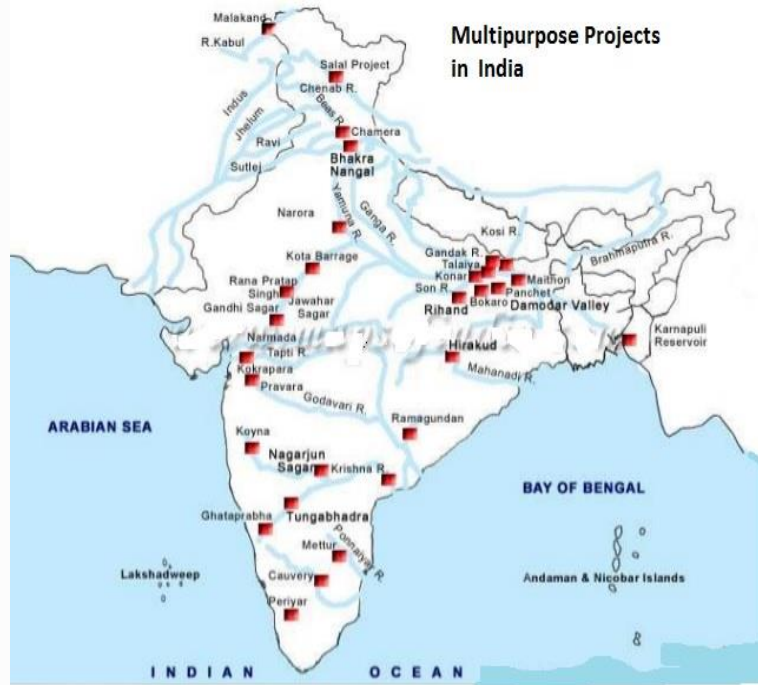 Multipurpose Projects
in India
Malakand
R.Kabul
Salal Project
Chenab R.
Indus
Jhelum
Beas R.
Chamera
Ravi
Bhakra
Nangal
Sutlej
Yamuna R.
Ganga R.
Narora
Kosi R.
Gandak R.
Brahmaputra R.
Kota Barrage
Talaiya
Konar
Maithon
Rana Pratap
Singh
Jawahar
Sagar
Son R.
Panchet
Bokaro
Rihand
Damodar Valley
Gandhi Sagar
Narmada
Karnapuli
Reservoir
Tapti R.
Hirakud
Kokrapara
Mahanadi R.
Pravara
Godavari R.
ARABIAN SEA
Ramagundan
Koyna
Nagarjun
Sagar
Krishna R.
BAY OF BENGAL
Ghataprabha
Tungabhadra
Mettur
Ponnaiyar R.
Lakshadweep
Cauvery
Andaman & Nicobar Islands
Periyar
INDIAN OCEAN